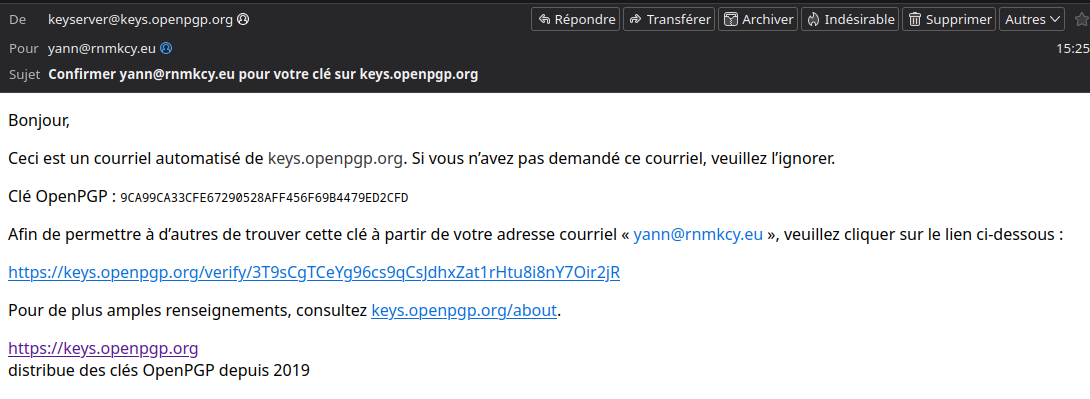 De keyserver@keys.openpgp.org Répondre Transférer Archiver Indésirable Supprimer Autres
Pour yann@rnmkcy.eu 15:25
Sujet Confirmer yann@rnmkcy.eu pour votre clé sur keys.openpgp.org
Bonjour,
Ceci est un courriel automatisé de keys.openpgp.org. Si vous n’avez pas demandé ce courriel, veuillez l’ignorer.
Clé OpenPGP : 9CA99CA33CFE67290528AFF456F69B4479ED2CFD
Afin de permettre à d’autres de trouver cette clé à partir de votre adresse courriel « yann@rnmkcy.eu », veuillez cliquer sur le lien ci-dessous :
https://keys.openpgp.org/verify/3T9sCgTCeYg96cs9qCsJdhxZat1rHtu8i8nY7Oir2jR
Pour de plus amples renseignements, consultez keys.openpgp.org/about.
https://keys.openpgp.org
distribue des clés OpenPGP depuis 2019